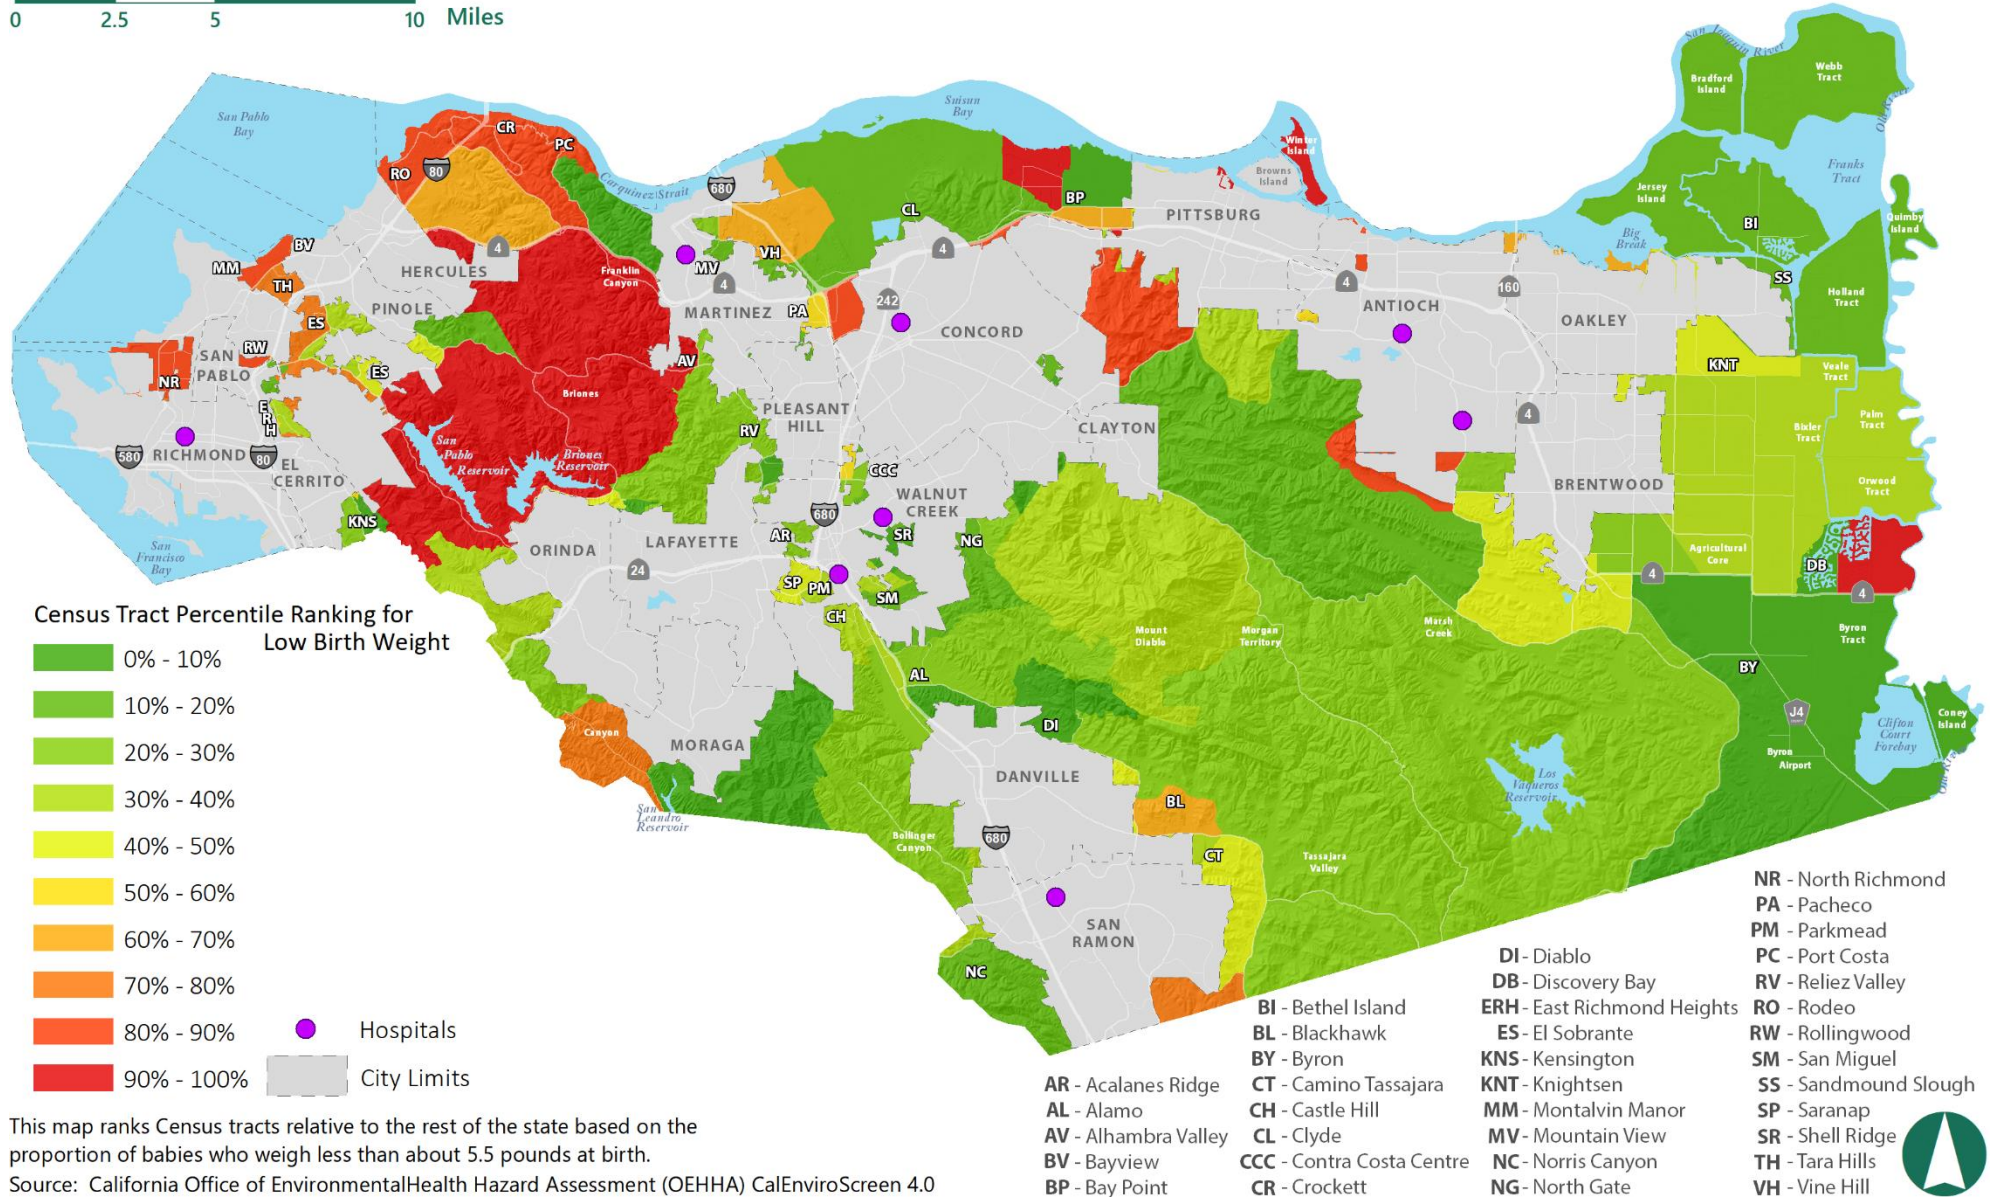 0 2.5 5 10 Miles
San Joaquin River
Webb
Tract
Bradford
Island
Old River
San Pablo
Bay
Suisun
Bay
CR
PC
RO
80
Carquinez Strait
680
Winter
Island
Browns
Island
Franks
Tract
BP
Jersey
Island
CL
PITTSBURG
BI
Quimby
Island
BV
4
HERCULES
VH
4
Big
Break
MM
TH
Franklin
Canyon
MV
4
SS
4
160
Holland
Tract
ES
PINOLE
MARTINEZ
PA
242
ANTIOCH
OAKLEY
CONCORD
SAN
PABLO
RW
NR
ES
AV
KNT
Veale
Tract
Briones
E
R
H
PLEASANT
HILL
RV
CLAYTON
4
Palm
Tract
Bixler
Tract
580
RICHMOND
80
EL
CERRITO
San
Pablo
Reservoir
Briones
Reservoir
CCC
BRENTWOOD
Orwood
Tract
WALNUT
CREEK
KNS
680
AR
SR
NG
San
Francisco
Bay
ORINDA
LAFAYETTE
24
SP
PM
SM
Agricultural
Core
DB
4
4
CH
Mount
Diablo
Morgan
Territory
Marsh
Creek
Byron
Tract
AL
BY
DI
Canyon
MORAGA
J4
Clifton
Court
Forebay
Coney
Island
Byron
Airport
Old River
DANVILLE
Los
Vaqueros
Reservoir
BL
San
Leandro
Reservoir
Bollinger
Canyon
680
CT
Tassajara
Valley
SAN
RAMON
NC
Census Tract Percentile Ranking for
Low Birth Weight
0% - 10%
10% - 20%
20% - 30%
30% - 40%
40% - 50%
50% - 60%
60% - 70%
70% - 80%
80% - 90%
90% - 100%
Hospitals
City Limits
AR - Acalanes Ridge
AL - Alamo
AV - Alhambra Valley
BV - Bayview
BP - Bay Point
BI - Bethel Island
BL - Blackhawk
BY - Byron
CT - Camino Tassajara
CH - Castle Hill
CL - Clyde
CCC - Contra Costa Centre
CR - Crockett
DI - Diablo
DB - Discovery Bay
ERH - East Richmond Heights
ES - El Sobrante
KNS - Kensington
KNT - Knightsen
MM - Montalvin Manor
MV - Mountain View
NC - Norris Canyon
NG - North Gate
NR - North Richmond
PA - Pacheco
PM - Parkmead
PC - Port Costa
RV - Reliez Valley
RO - Rodeo
RW - Rollingwood
SM - San Miguel
SS - Sandmound Slough
SP - Saranap
SR - Shell Ridge
TH - Tara Hills
VH - Vine Hill
This map ranks Census tracts relative to the rest of the state based on the
proportion of babies who weigh less than about 5.5 pounds at birth.
Source: California Office of EnvironmentalHealth Hazard Assessment (OEHHA) CalEnviroScreen 4.0